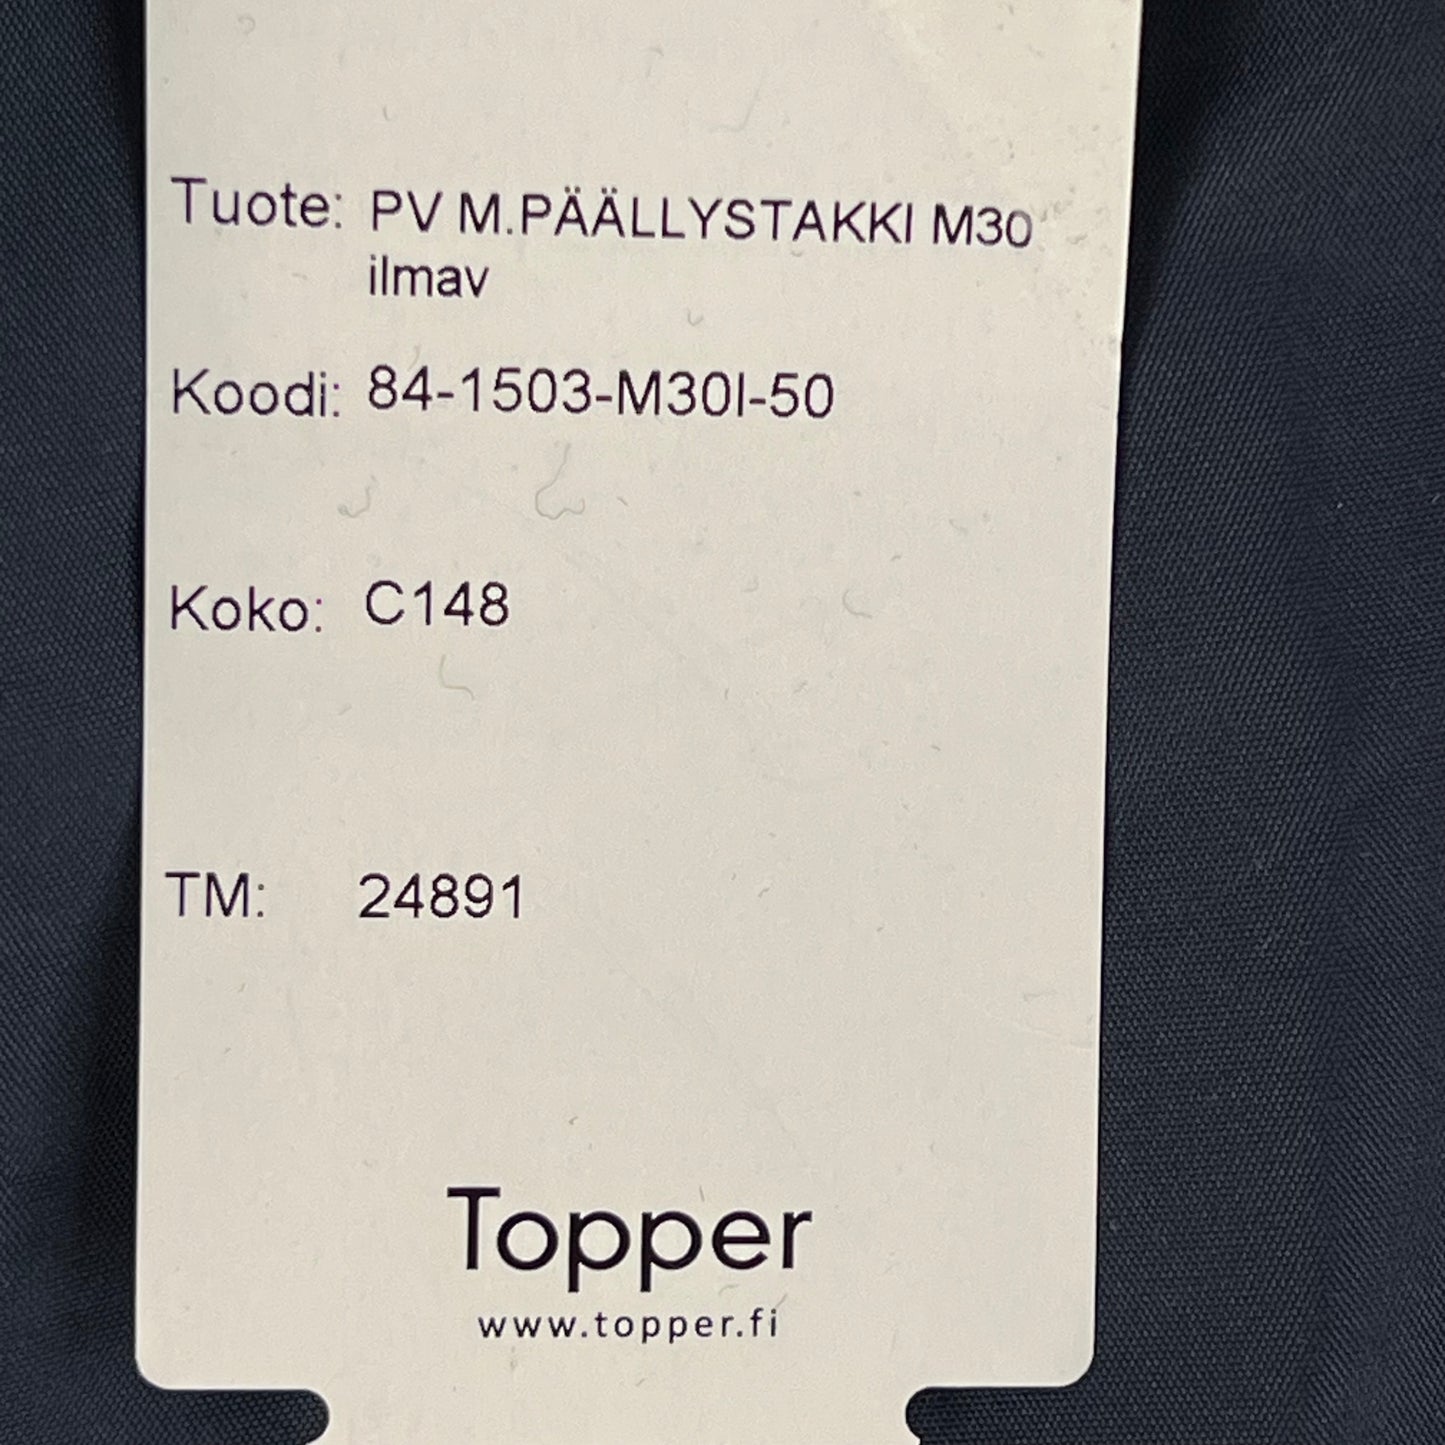 Tuote: PV M.PÄÄLLYSTAKKI M30
ilmav
Koodi: 84-1503-M30I-50
Koko: C148
TM: 24891
Topper
www.topper.fi